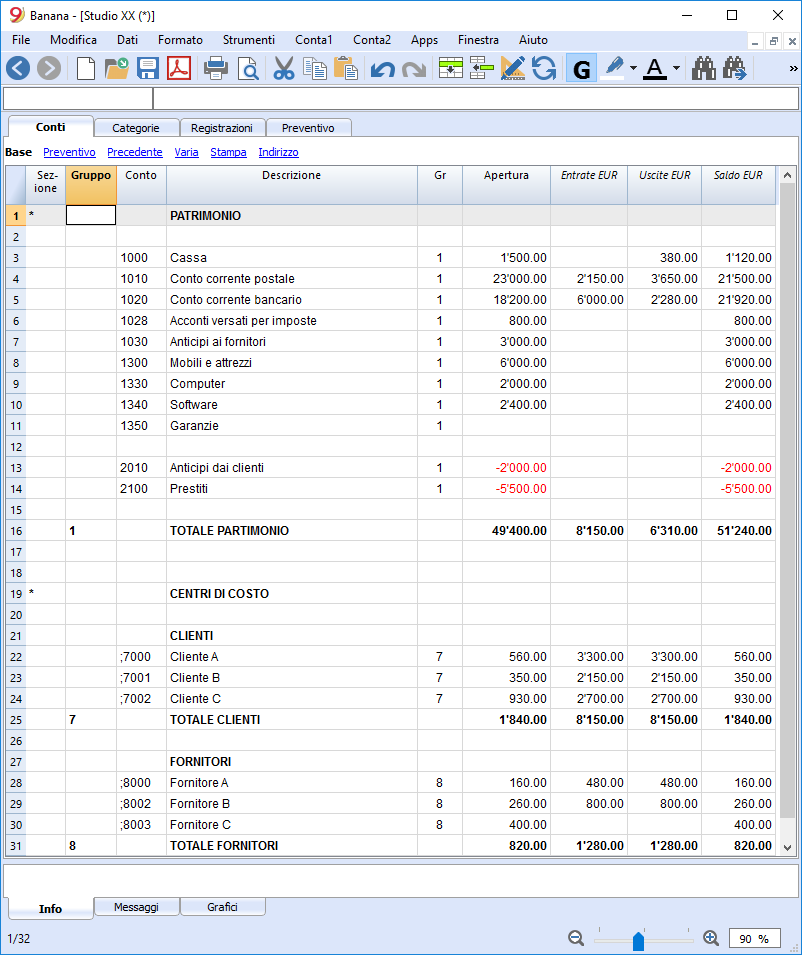 Banana - [Studio XX (*)]
File Modifica Dati Formato Strumenti Conta1 Conta2 Apps Finestra Aiuto
G A »
Conti Categorie Registrazioni Preventivo
Base Preventivo Precedente Varia Stampa Indirizzo
Sez-ione Gruppo Conto Descrizione Gr Apertura Entrate EUR Uscite EUR Saldo EUR
1 * PATRIMONIO
2
3 1000 Cassa 1 1'500.00 380.00 1'120.00
4 1010 Conto corrente postale 1 23'000.00 2'150.00 3'650.00 21'500.00
5 1020 Conto corrente bancario 1 18'200.00 6'000.00 2'280.00 21'920.00
6 1028 Acconti versati per imposte 1 800.00 800.00
7 1030 Anticipi ai fornitori 1 3'000.00 3'000.00
8 1300 Mobili e attrezzi 1 6'000.00 6'000.00
9 1330 Computer 1 2'000.00 2'000.00
10 1340 Software 1 2'400.00 2'400.00
11 1350 Garanzie 1
12
13 2010 Anticipi dai clienti 1 -2'000.00 -2'000.00
14 2100 Prestiti 1 -5'500.00 -5'500.00
15
16 1 TOTALE PARTIMONIO 49'400.00 8'150.00 6'310.00 51'240.00
17
18
19 * CENTRI DI COSTO
20
21 CLIENTI
22 ;7000 Cliente A 7 560.00 3'300.00 3'300.00 560.00
23 ;7001 Cliente B 7 350.00 2'150.00 2'150.00 350.00
24 ;7002 Cliente C 7 930.00 2'700.00 2'700.00 930.00
25 7 TOTALE CLIENTI 1'840.00 8'150.00 8'150.00 1'840.00
26
27 FORNITORI
28 ;8000 Fornitore A 8 160.00 480.00 480.00 160.00
29 ;8002 Fornitore B 8 260.00 800.00 800.00 260.00
30 ;8003 Fornitore C 8 400.00 400.00
31 8 TOTALE FORNITORI 820.00 1'280.00 1'280.00 820.00
Info Messaggi Grafici
1/32 90 %